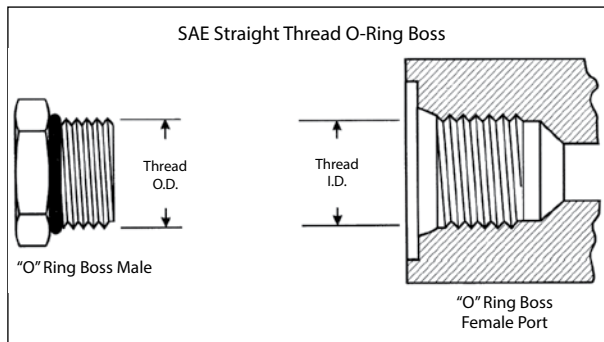 SAE Straight Thread O-Ring Boss
Thread
O.D.
Thread
I.D.
"O" Ring Boss Male
"O" Ring Boss
Female Port